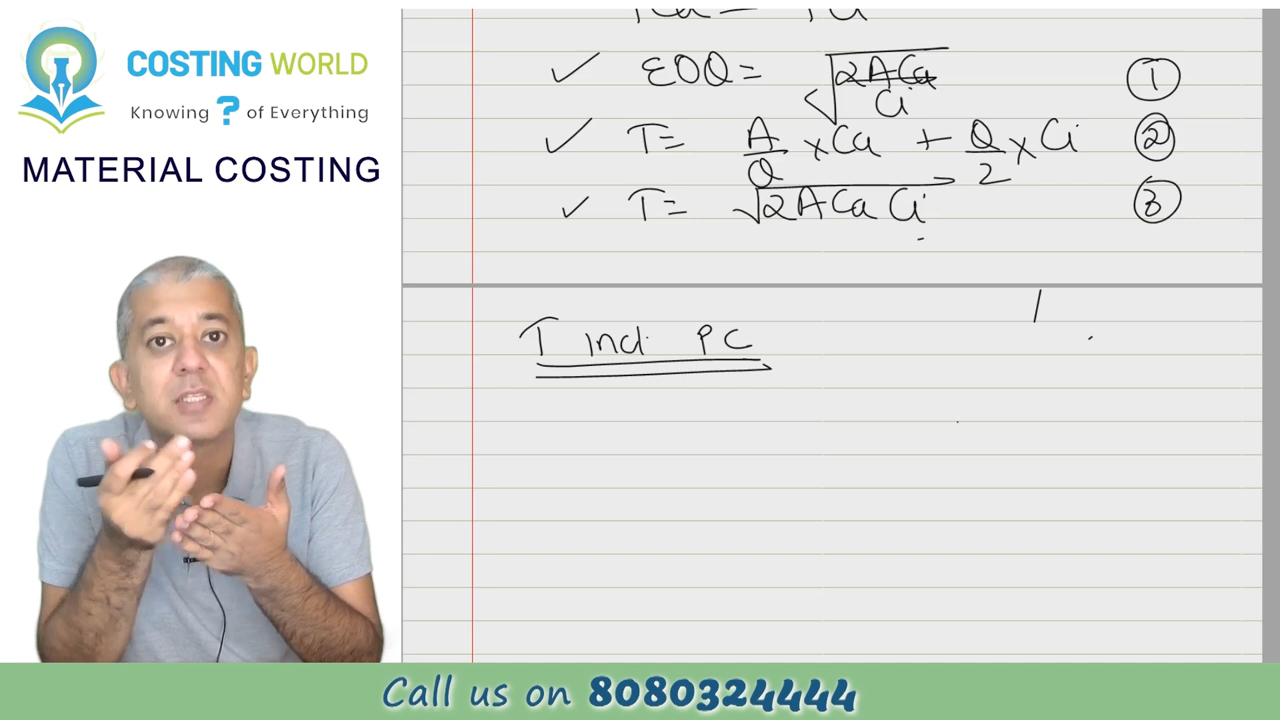 COSTING WORLD
Knowing ? of Everything
MATERIAL COSTING
EOQ = √2ACa/Ci ①
T = A/Q × Ca + Q/2 × Ci ②
T = √2ACaCi ③
T incl. PC
Call us on 8080324444